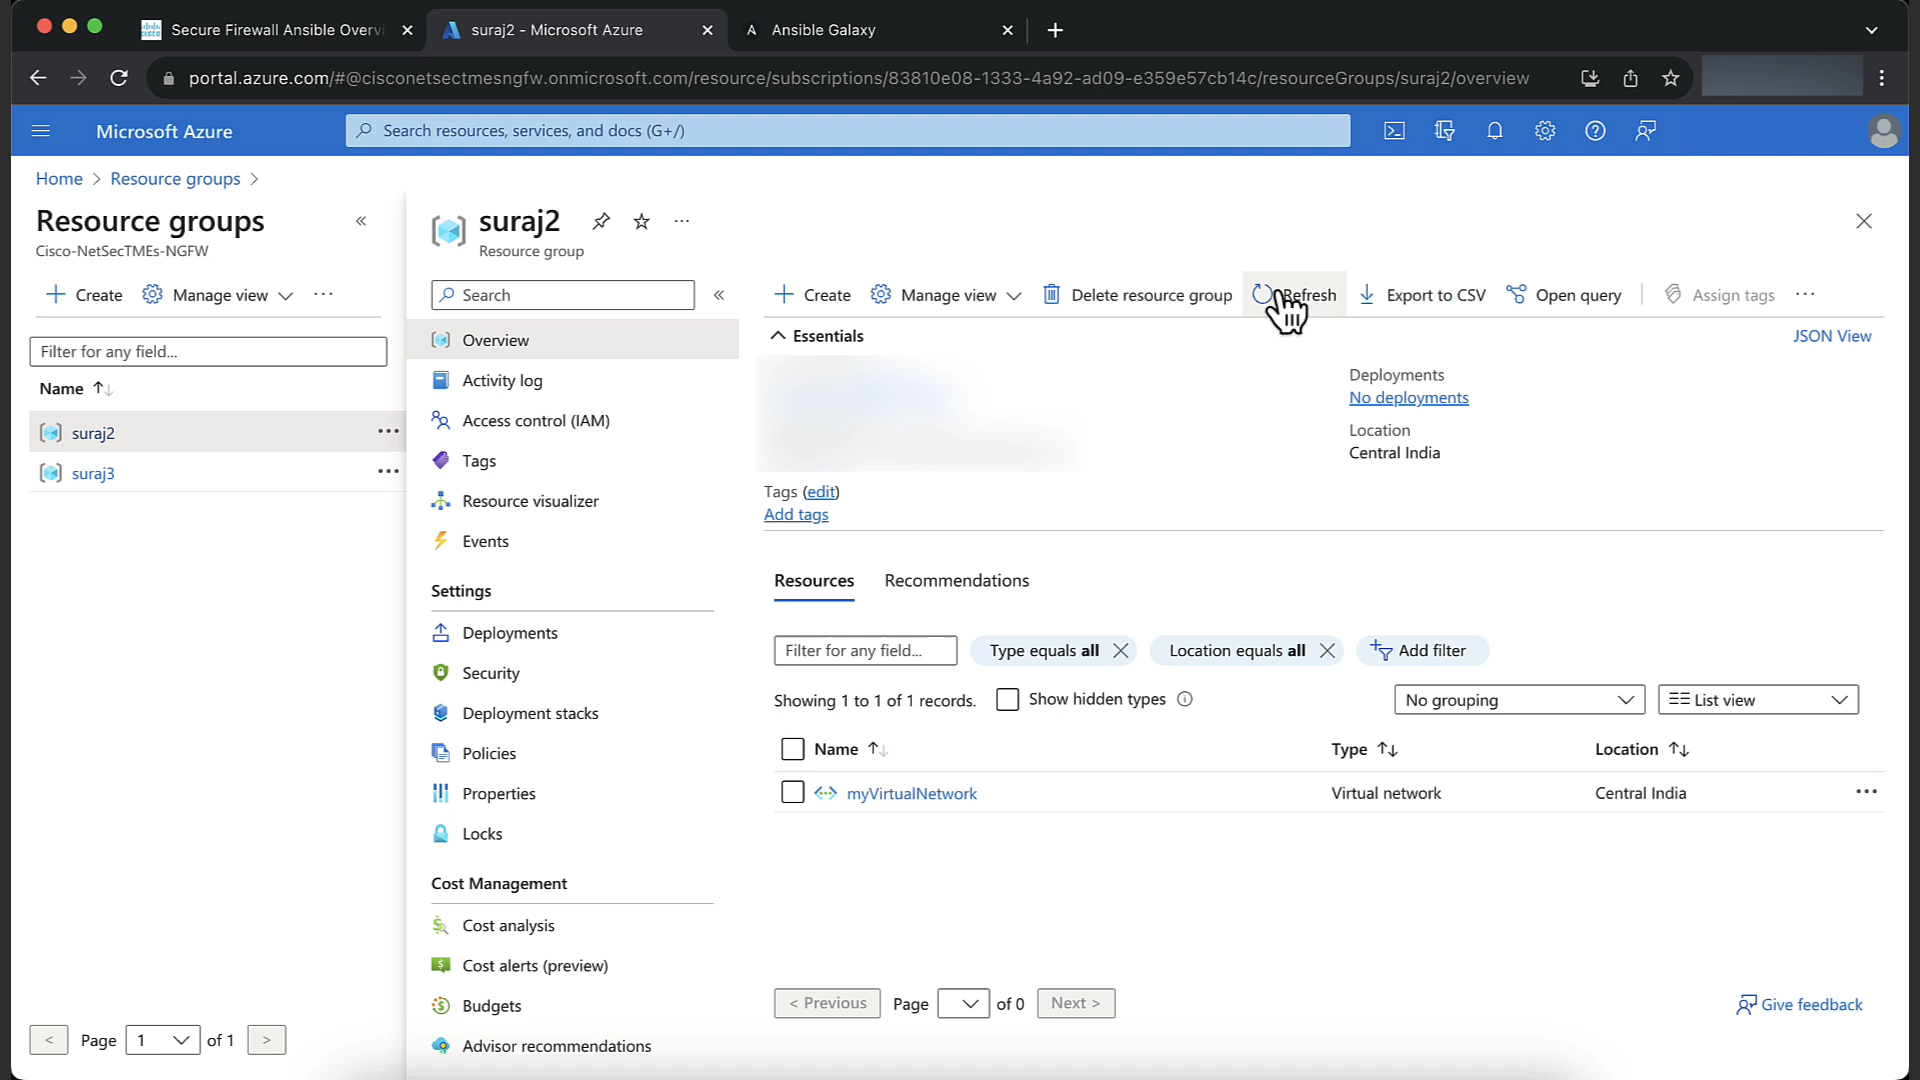 Secure Firewall Ansible Overvi
suraj2 - Microsoft Azure
Ansible Galaxy
portal.azure.com/#@cisconetsectmesngfw.onmicrosoft.com/resource/subscriptions/83810e08-1333-4a92-ad09-e359e57cb14c/resourceGroups/suraj2/overview
Microsoft Azure
Search resources, services, and docs (G+/)
Home > Resource groups >
Resource groups
Cisco-NetSecTMEs-NGFW
Create
Manage view
Filter for any field...
Name
suraj2
suraj3
Page 1 of 1
suraj2
Resource group
Search
Overview
Activity log
Access control (IAM)
Tags
Resource visualizer
Events
Settings
Deployments
Security
Deployment stacks
Policies
Properties
Locks
Cost Management
Cost analysis
Cost alerts (preview)
Budgets
Advisor recommendations
Create
Manage view
Delete resource group
Refresh
Export to CSV
Open query
Assign tags
Essentials
JSON View
Deployments
No deployments
Location
Central India
Tags (edit)
Add tags
Resources
Recommendations
Filter for any field...
Type equals all
Location equals all
Add filter
Showing 1 to 1 of 1 records.
Show hidden types
No grouping
List view
Name
Type
Location
myVirtualNetwork
Virtual network
Central India
< Previous
Page
of 0
Next >
Give feedback